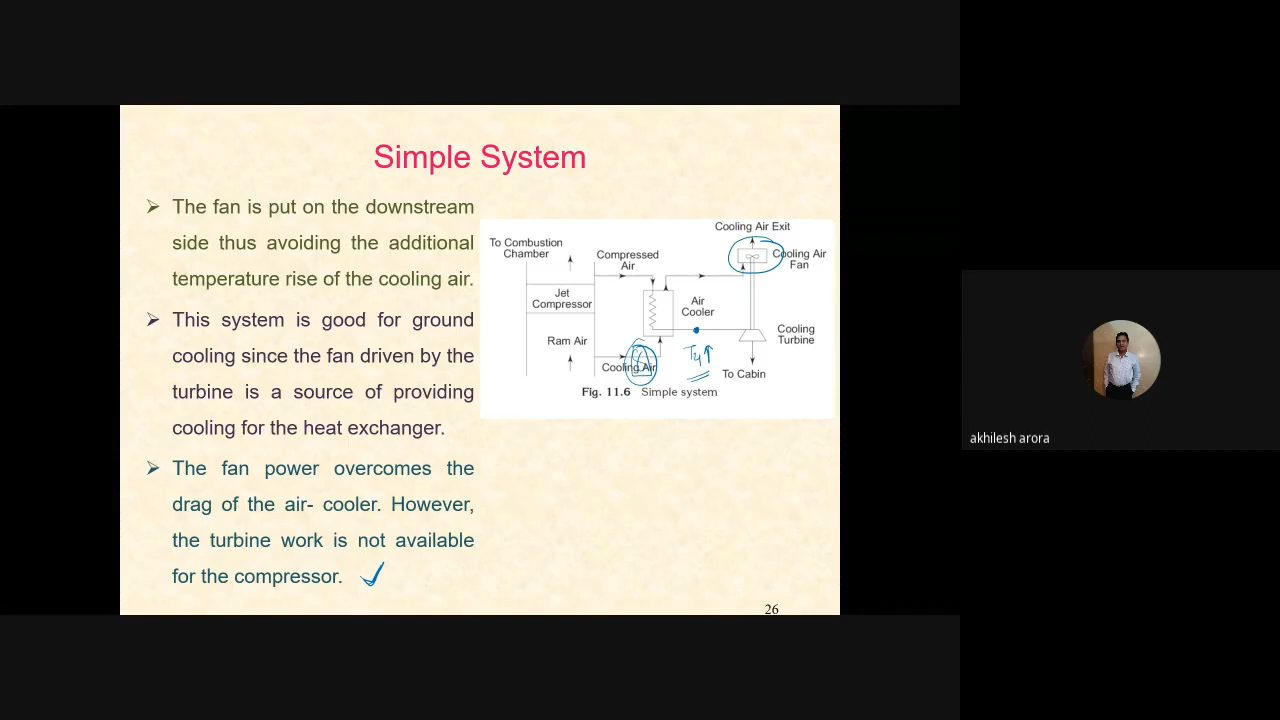 Simple System
➢ The fan is put on the downstream
side thus avoiding the additional
temperature rise of the cooling air.
➢ This system is good for ground
cooling since the fan driven by the
turbine is a source of providing
cooling for the heat exchanger.
➢ The fan power overcomes the
drag of the air- cooler. However,
the turbine work is not available
for the compressor.
Cooling Air Exit
To Combustion
Chamber
Compressed
Air
Cooling Air
Fan
Jet
Compressor
Air
Cooler
Ram Air
Cooling
Turbine
Cooling Air
T4↑
To Cabin
Fig. 11.6 Simple system
26
akhilesh arora